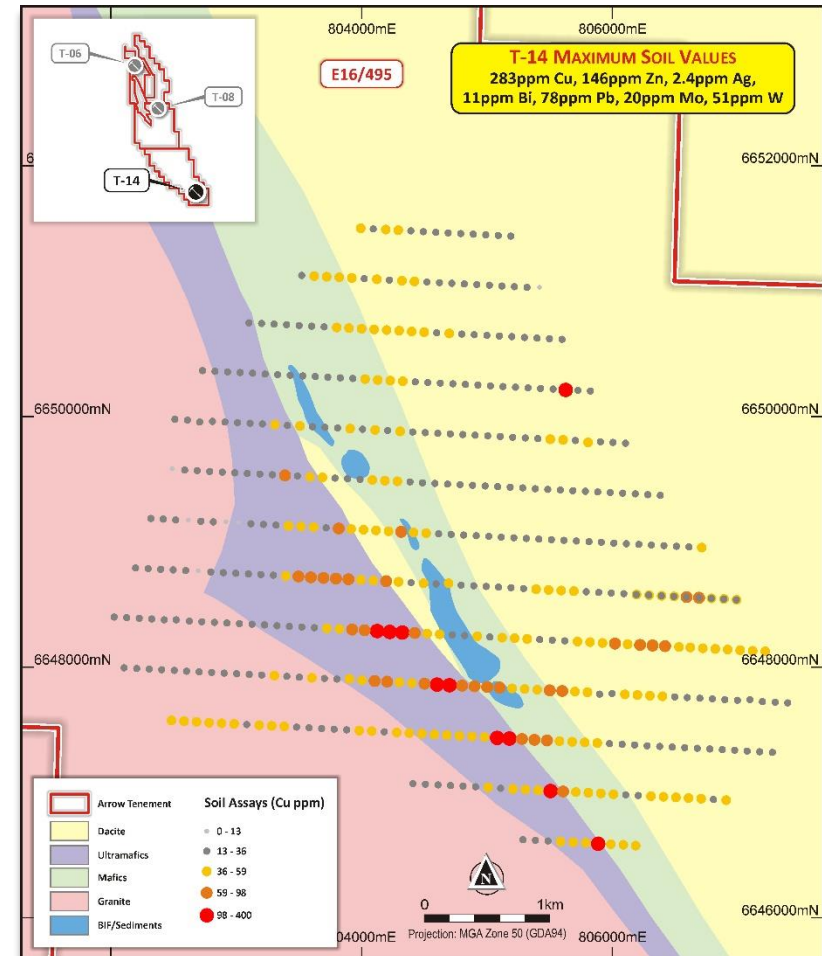 804000mE
806000mE
T-06
T-08
T-14
E16/495
T-14 MAXIMUM SOIL VALUES
283ppm Cu, 146ppm Zn, 2.4ppm Ag,
11ppm Bi, 78ppm Pb, 20ppm Mo, 51ppm W
6652000mN
6650000mN
6650000mN
6648000mN
6648000mN
Arrow Tenement
Dacite
Ultramafics
Mafics
Granite
BIF/Sediments
Soil Assays (Cu ppm)
0 - 13
13 - 36
36 - 59
59 - 98
98 - 400
N
0 1km
Projection: MGA Zone 50 (GDA94)
6646000mN
804000mE
806000mE